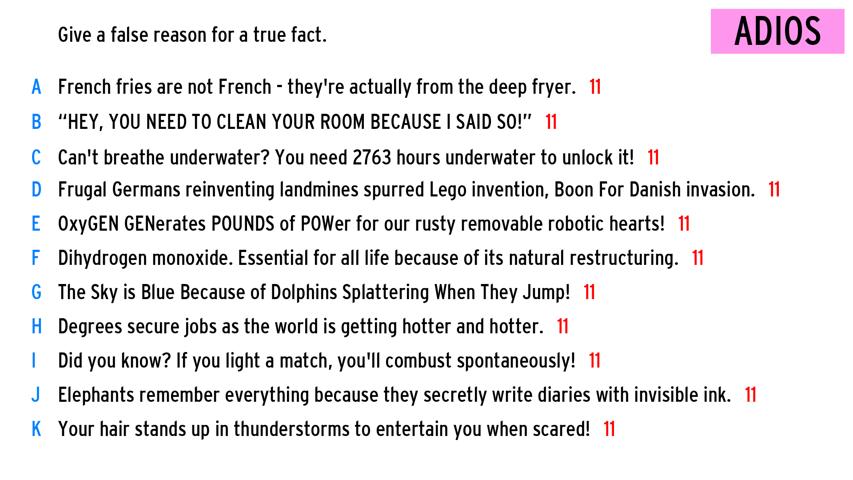 Give a false reason for a true fact.
ADIOS
A French fries are not French - they're actually from the deep fryer. 11
B “HEY, YOU NEED TO CLEAN YOUR ROOM BECAUSE I SAID SO!” 11
C Can't breathe underwater? You need 2763 hours underwater to unlock it! 11
D Frugal Germans reinventing landmines spurred Lego invention, Boon For Danish invasion. 11
E OxyGEN GENerates POUNDS of POWer for our rusty removable robotic hearts! 11
F Dihydrogen monoxide. Essential for all life because of its natural restructuring. 11
G The Sky is Blue Because of Dolphins Splattering When They Jump! 11
H Degrees secure jobs as the world is getting hotter and hotter. 11
I Did you know? If you light a match, you'll combust spontaneously! 11
J Elephants remember everything because they secretly write diaries with invisible ink. 11
K Your hair stands up in thunderstorms to entertain you when scared! 11